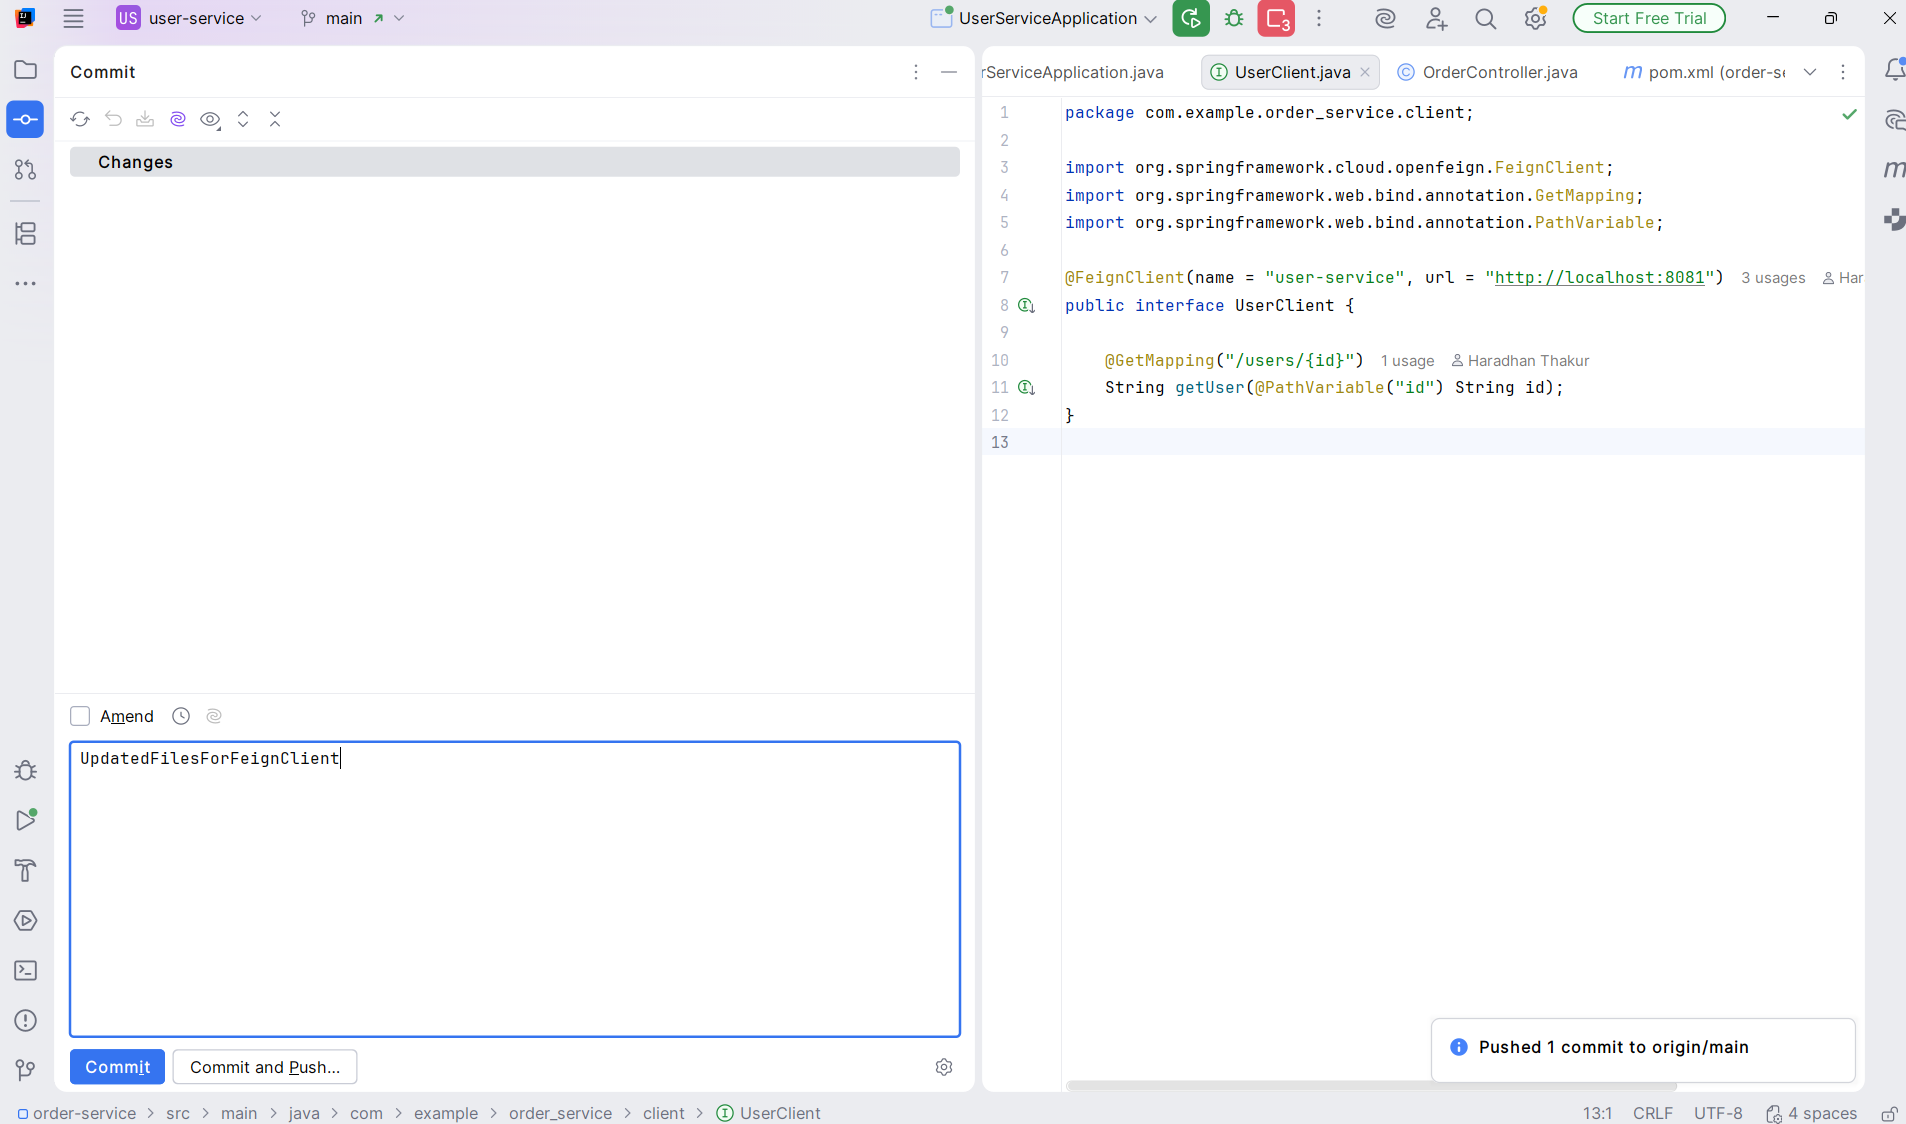 US user-service main UserServiceApplication 3 Start Free Trial
Commit
Changes
rServiceApplication.java UserClient.java OrderController.java pom.xml (order-se
1 package com.example.order_service.client;
2
3 import org.springframework.cloud.openfeign.FeignClient;
4 import org.springframework.web.bind.annotation.GetMapping;
5 import org.springframework.web.bind.annotation.PathVariable;
6
7 @FeignClient(name = "user-service", url = "http://localhost:8081") 3 usages Har
8 public interface UserClient {
9
10 @GetMapping("/users/{id}") 1 usage Haradhan Thakur
11 String getUser(@PathVariable("id") String id);
12 }
13
Amend
UpdatedFilesForFeignClient
Commit Commit and Push...
Pushed 1 commit to origin/main
order-service > src > main > java > com > example > order_service > client > UserClient 13:1 CRLF UTF-8 4 spaces